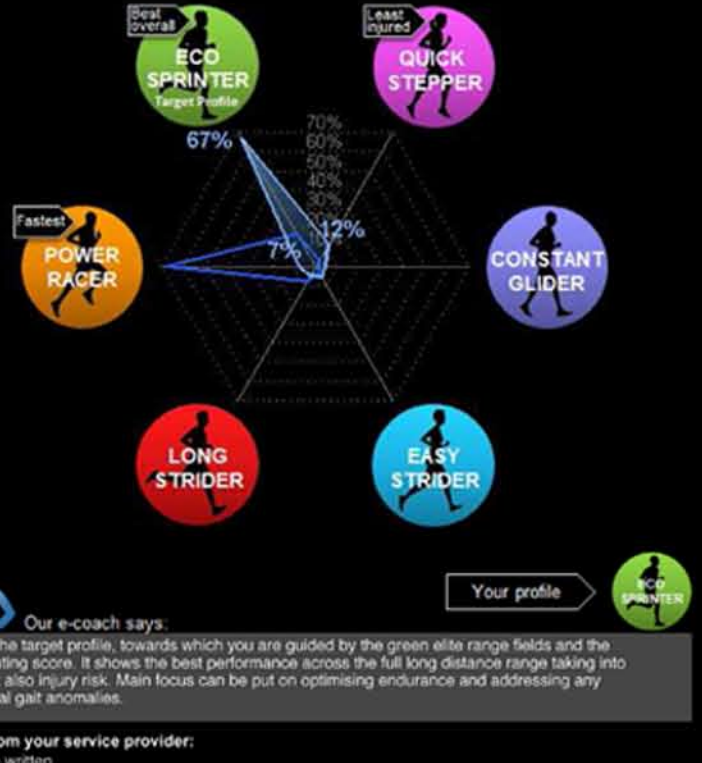 Best
overall
ECO
SPRINTER
Target Profile
Least
injured
QUICK
STEPPER
67%
70%
60%
50%
40%
30%
12%
7%
Fastest
POWER
RACER
CONSTANT
GLIDER
LONG
STRIDER
EASY
STRIDER
Your profile
ECO
SPRINTER
Our e-coach says:
he target profile, towards which you are guided by the green elite range fields and the
ting score. It shows the best performance across the full long distance range taking into
also injury risk. Main focus can be put on optimising endurance and addressing any
al gait anomalies.
om your service provider:
written